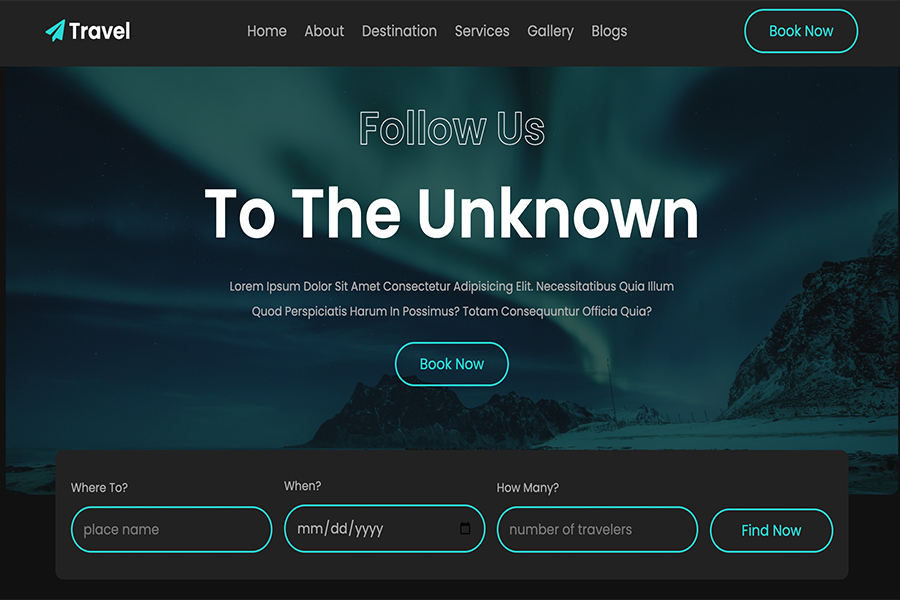 Travel
Home About Destination Services Gallery Blogs
Book Now
Follow Us
To The Unknown
Lorem Ipsum Dolor Sit Amet Consectetur Adipisicing Elit. Necessitatibus Quia Illum
Quod Perspiciatis Harum In Possimus? Totam Consequuntur Officia Quia?
Book Now
Where To?
place name
When?
mm/dd/yyyy
How Many?
number of travelers
Find Now